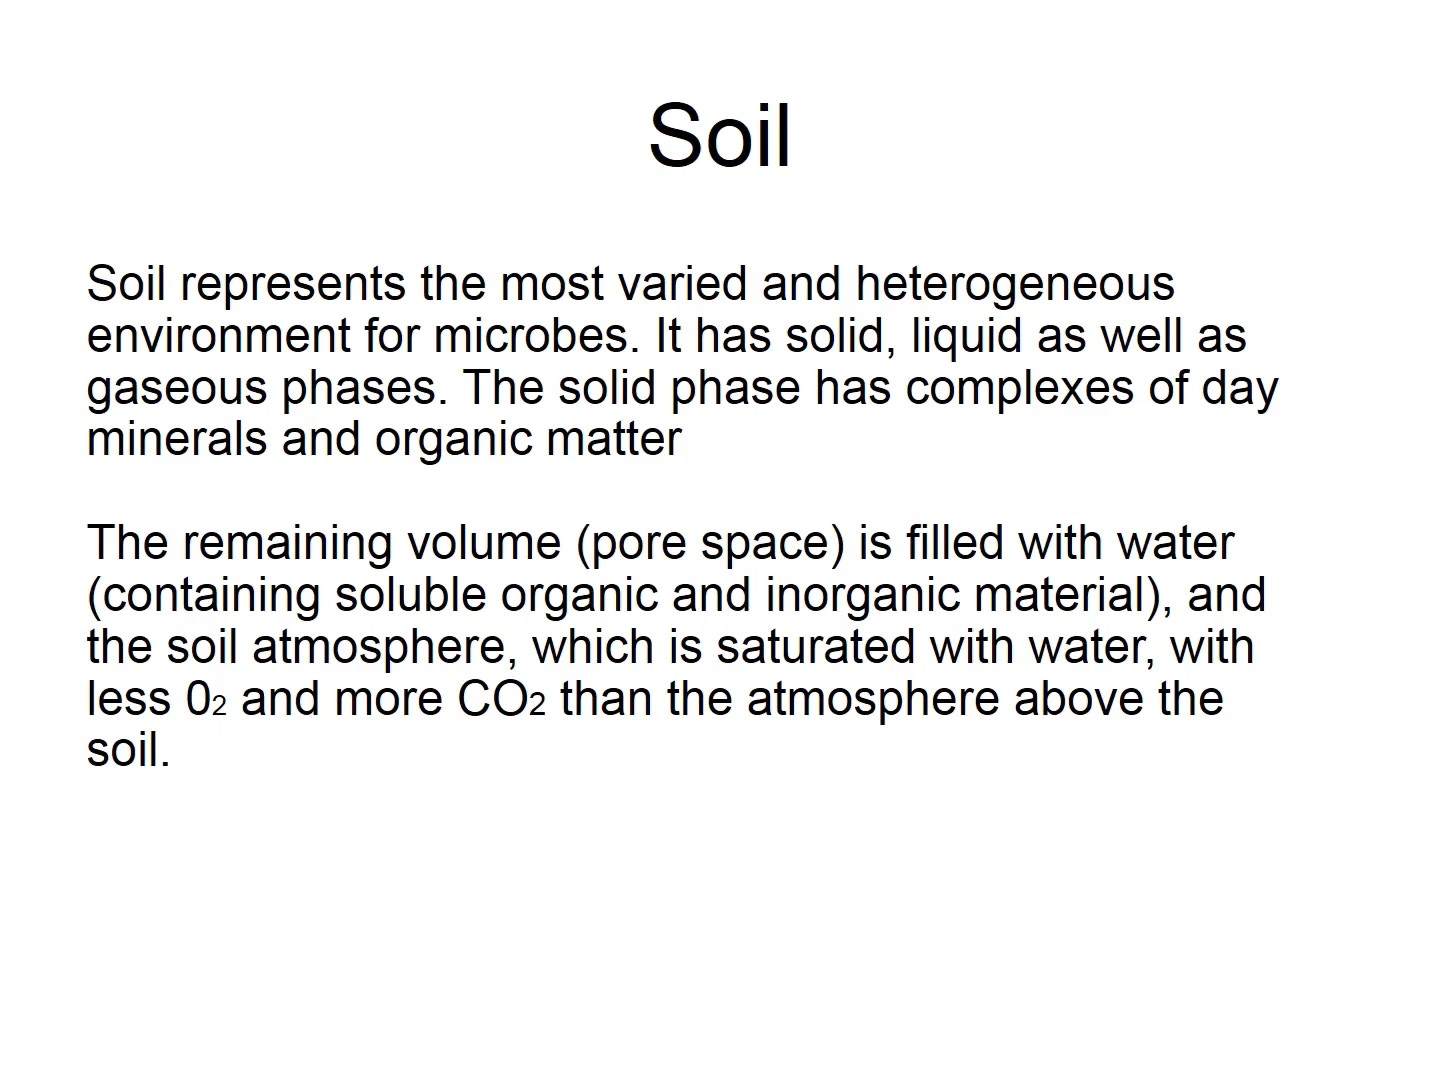 Soil
Soil represents the most varied and heterogeneous
environment for microbes. It has solid, liquid as well as
gaseous phases. The solid phase has complexes of day
minerals and organic matter
The remaining volume (pore space) is filled with water
(containing soluble organic and inorganic material), and
the soil atmosphere, which is saturated with water, with
less 0₂ and more CO₂ than the atmosphere above the
soil.